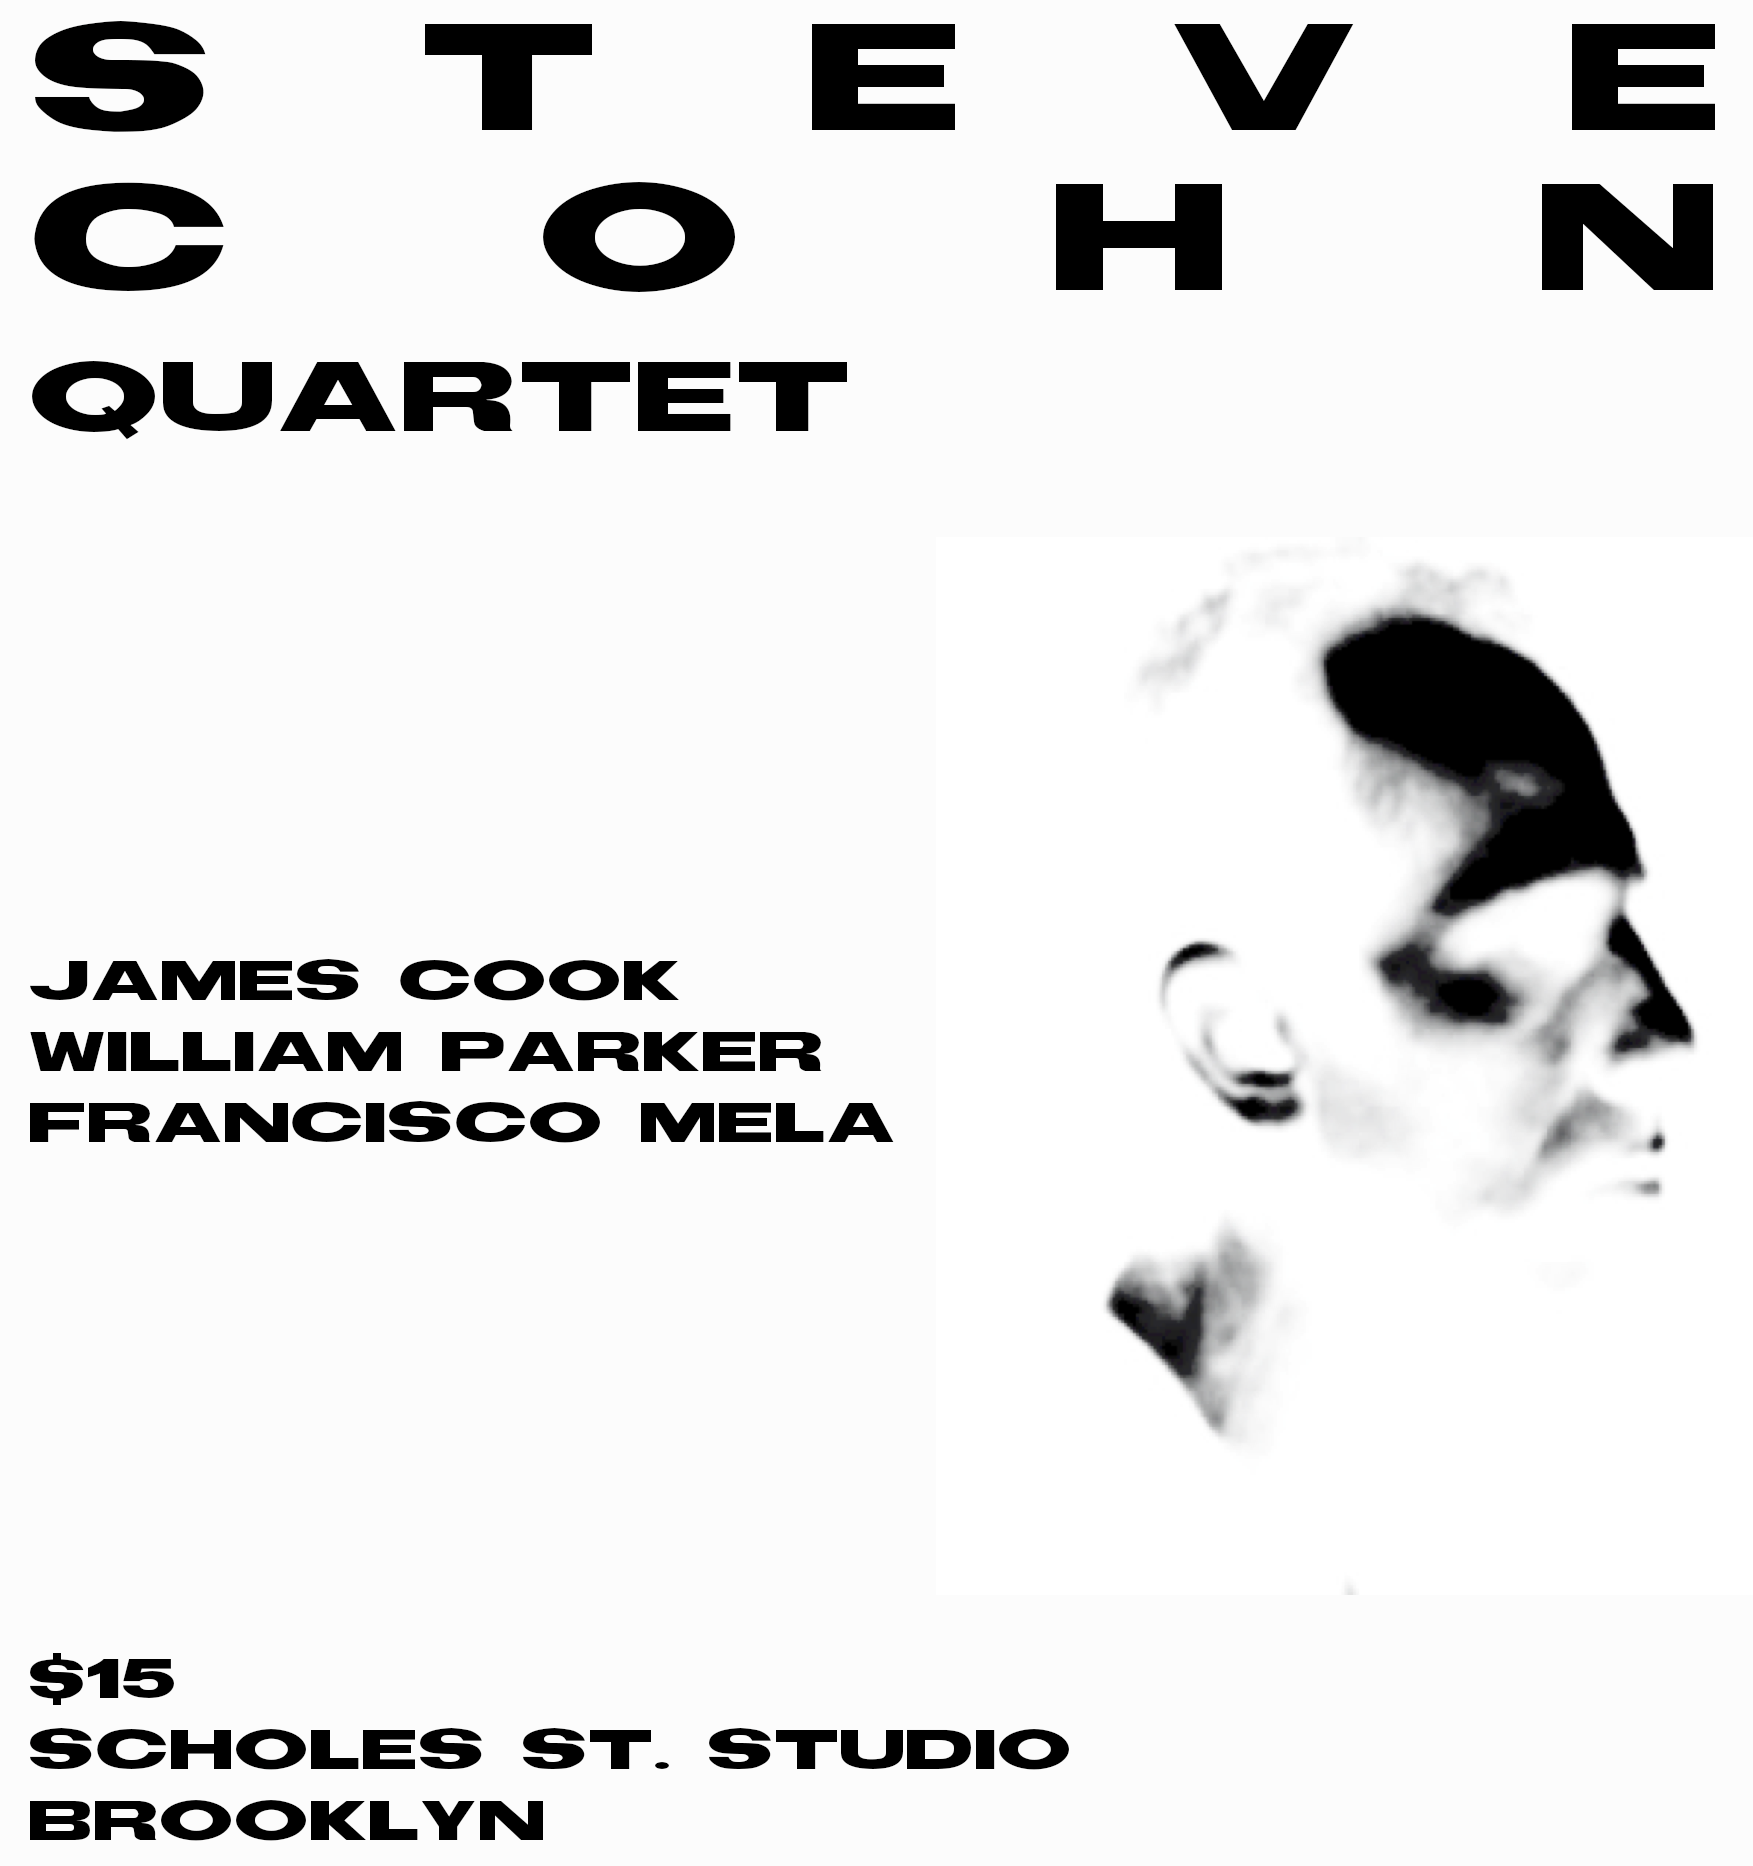 STEVE
COHN
QUARTET
JAMES COOK
WILLIAM PARKER
FRANCISCO MELA
$15
SCHOLES ST. STUDIO
BROOKLYN